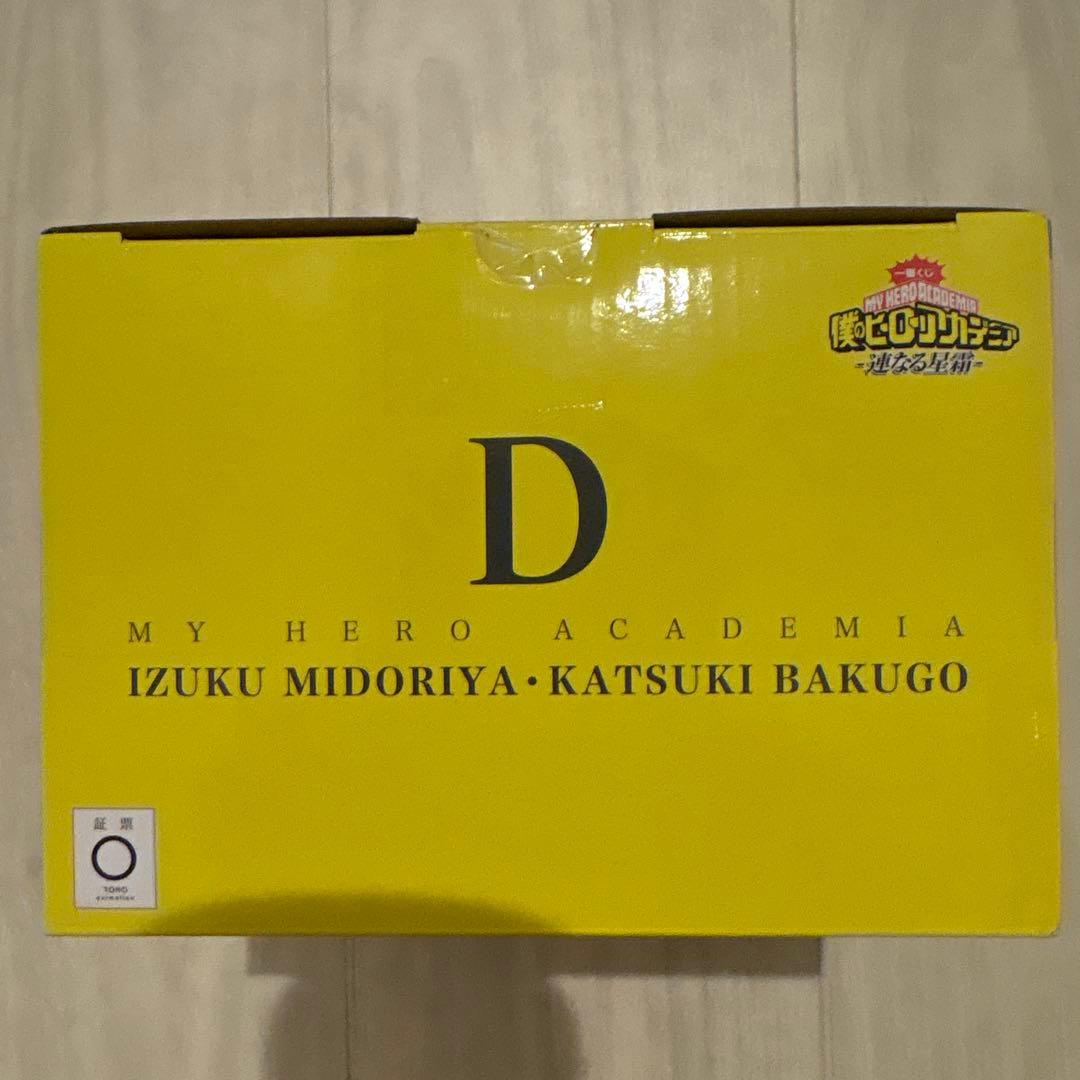 一番くじ
MY HERO ACADEMIA
僕のヒーローアカデミア
-連なる星霜-
D
MY HERO ACADEMIA
IZUKU MIDORIYA・KATSUKI BAKUGO
証 票
TOHO
animation